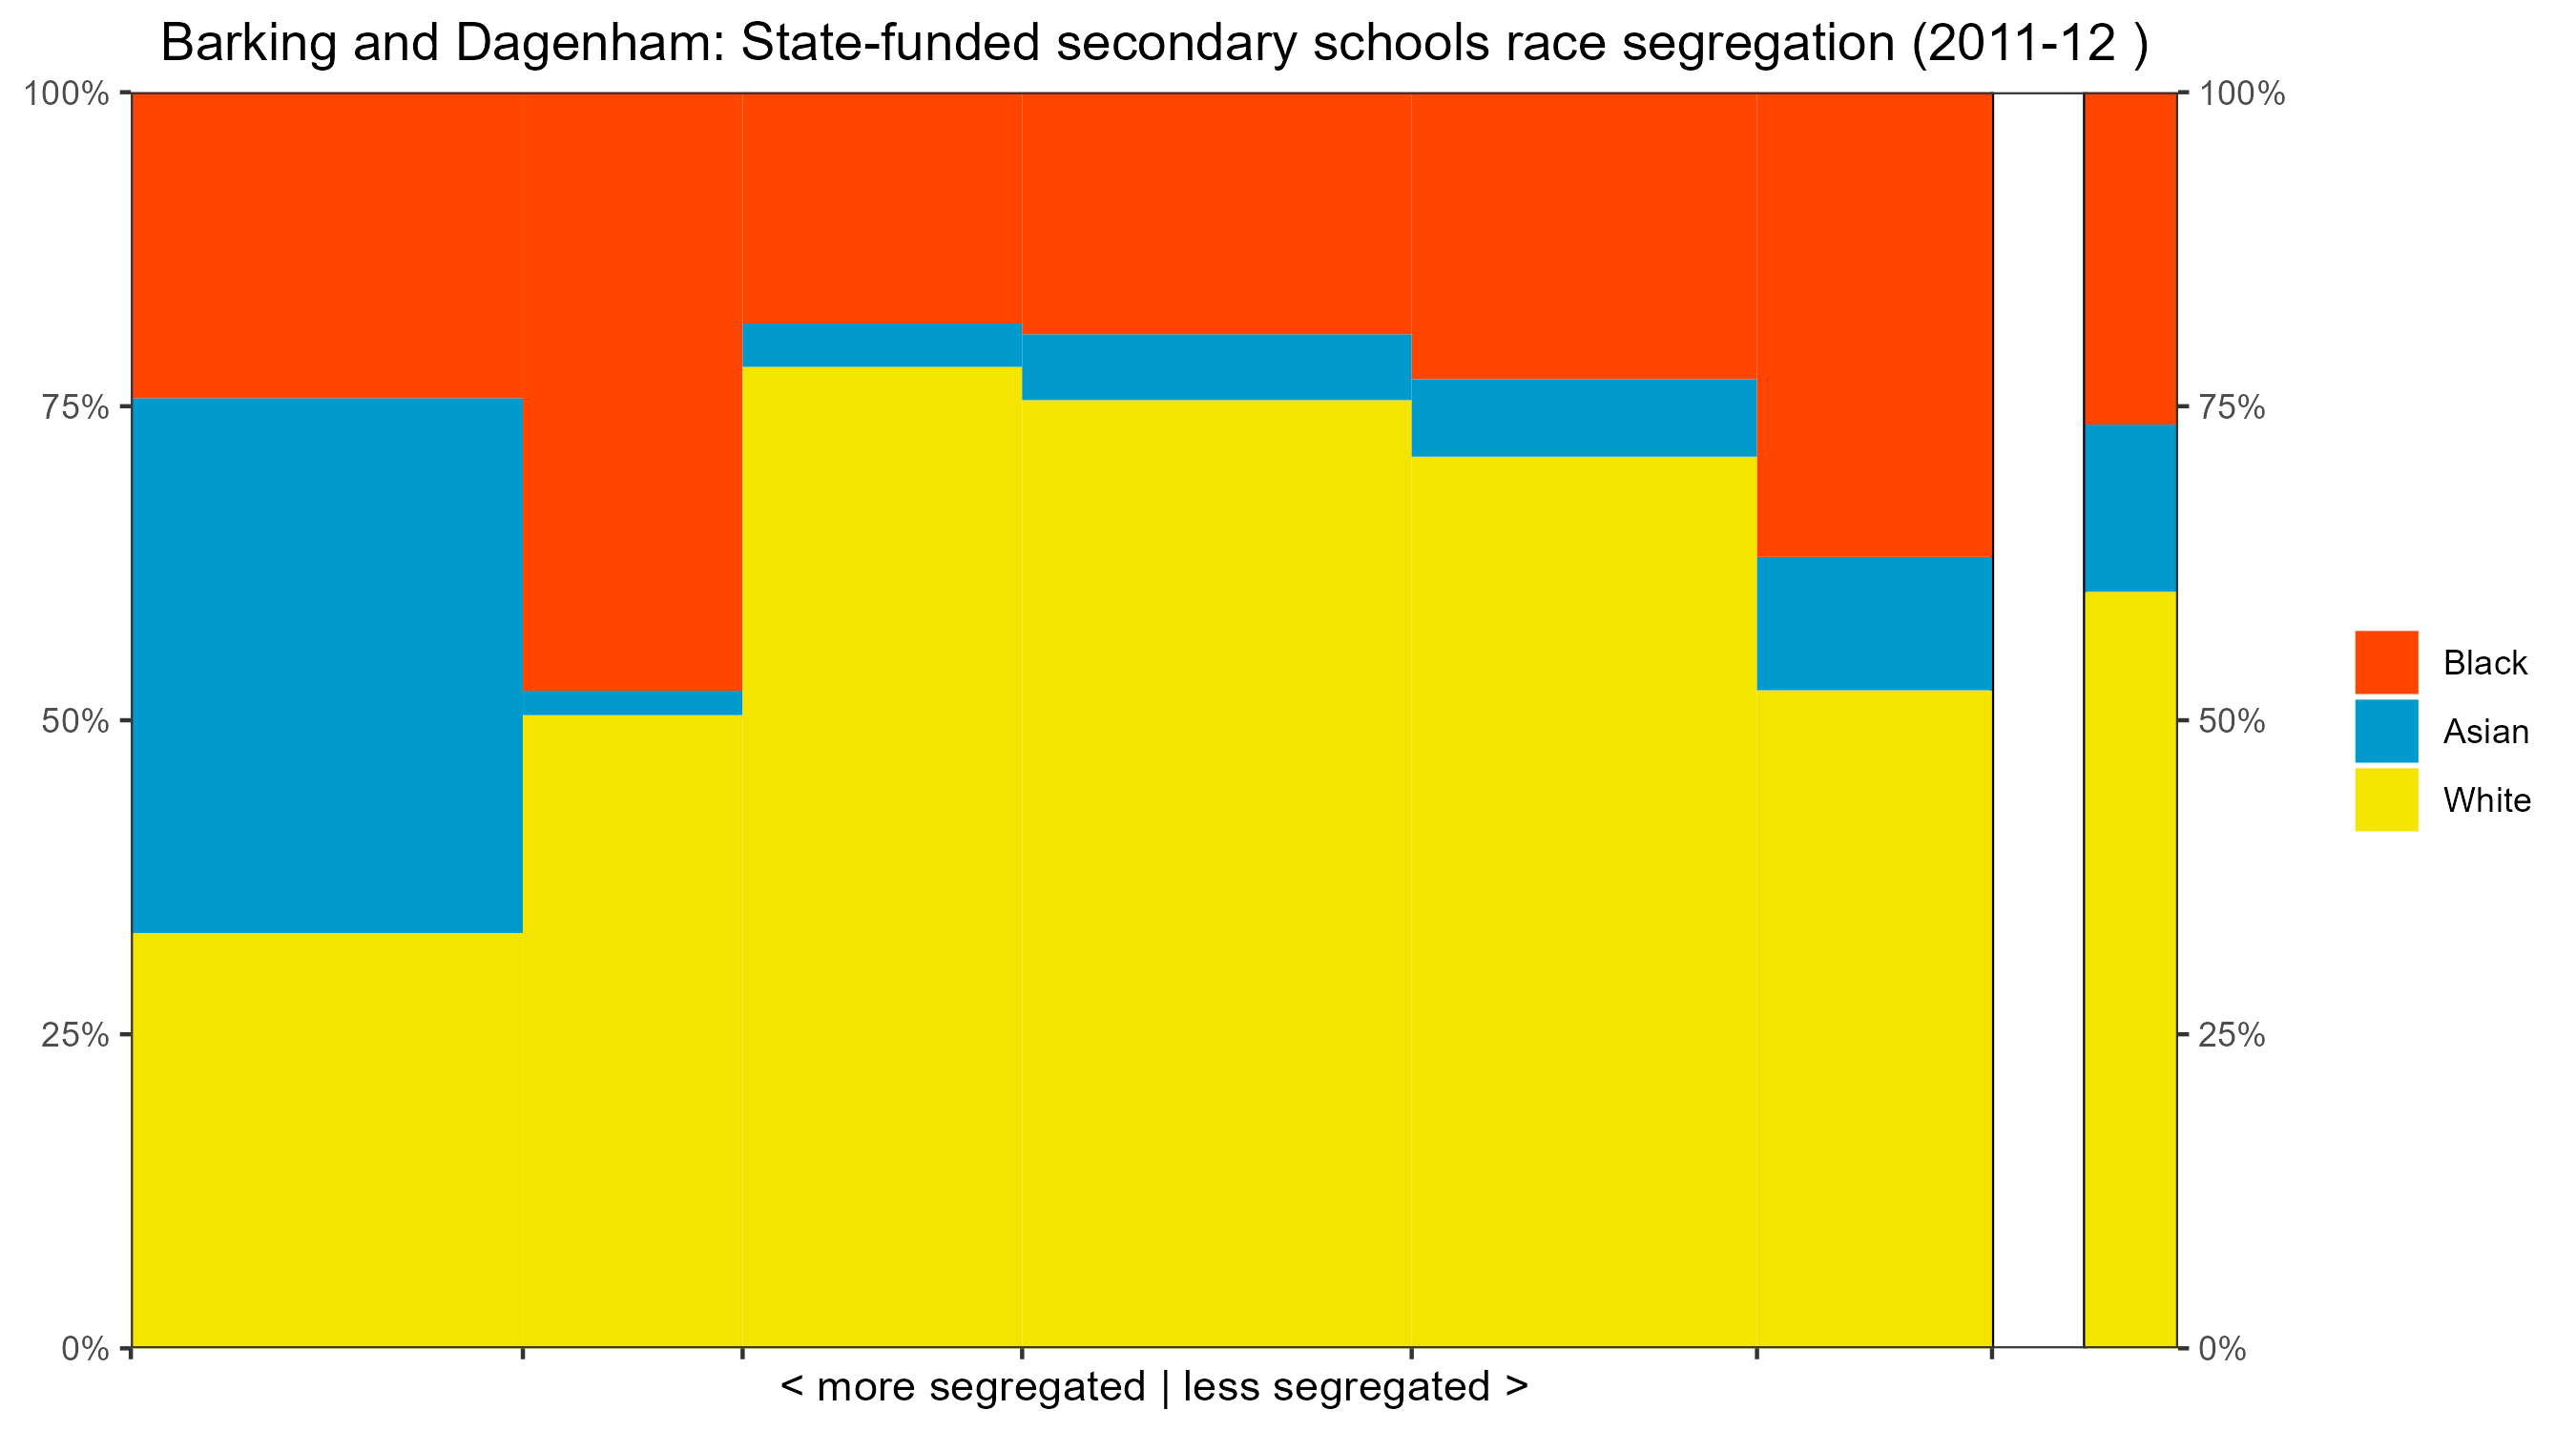 Barking and Dagenham: State-funded secondary schools race segregation (2011-12 )
100%
75%
50%
25%
0%
100%
75%
50%
25%
0%
Black
Asian
White
< more segregated | less segregated >